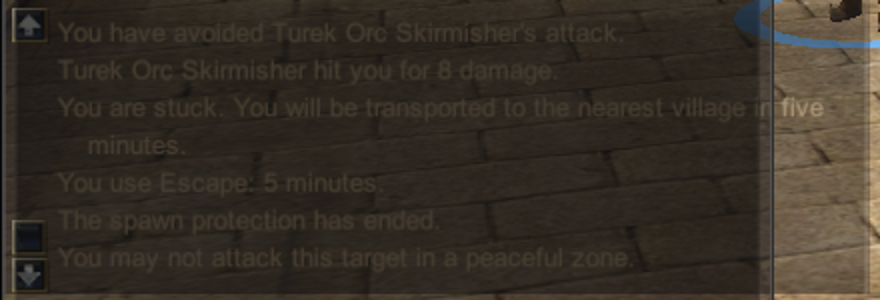 You have avoided Turek Orc Skirmisher's attack.
Turek Orc Skirmisher hit you for 8 damage.
You are stuck. You will be transported to the nearest village in five
minutes.
You use Escape: 5 minutes.
The spawn protection has ended.
You may not attack this target in a peaceful zone.